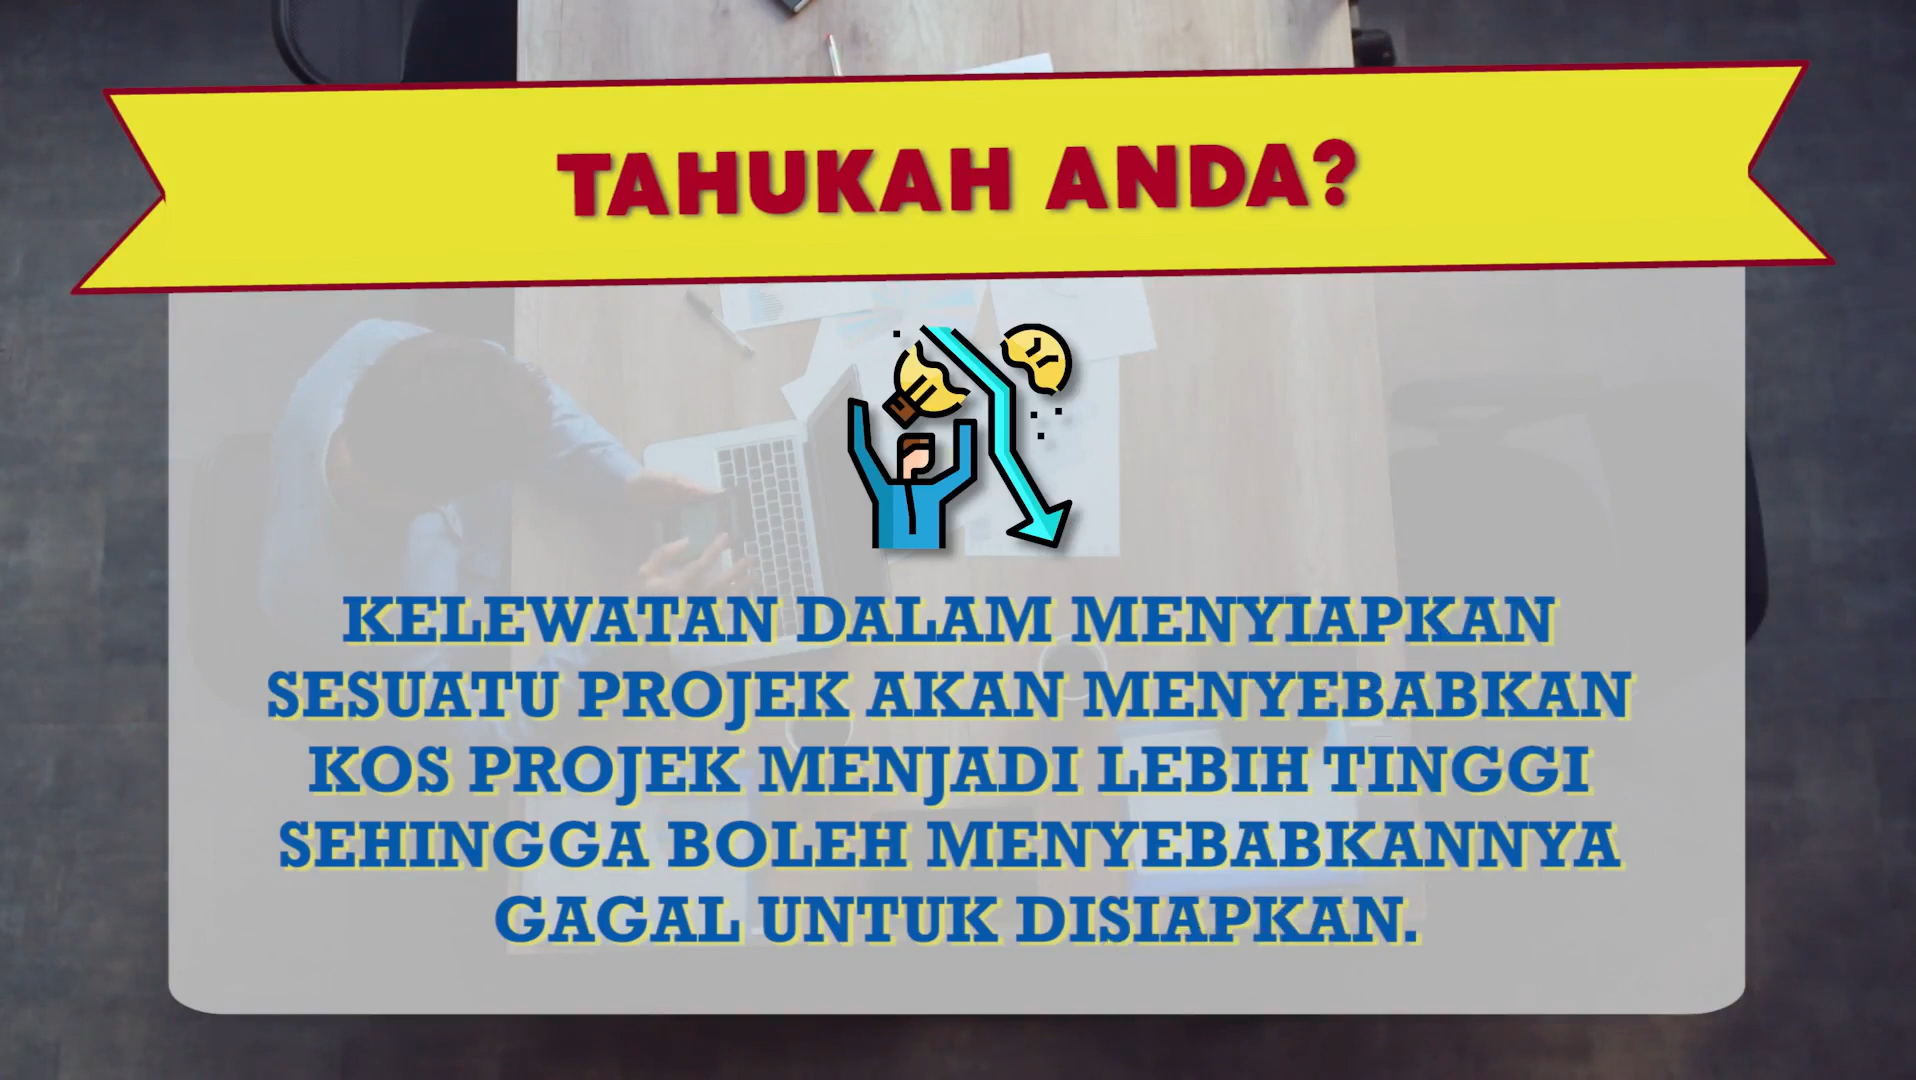 TAHUKAH ANDA?
KELEWATAN DALAM MENYIAPKAN
SESUATU PROJEK AKAN MENYEBABKAN
KOS PROJEK MENJADI LEBIH TINGGI
SEHINGGA BOLEH MENYEBABKANNYA
GAGAL UNTUK DISIAPKAN.